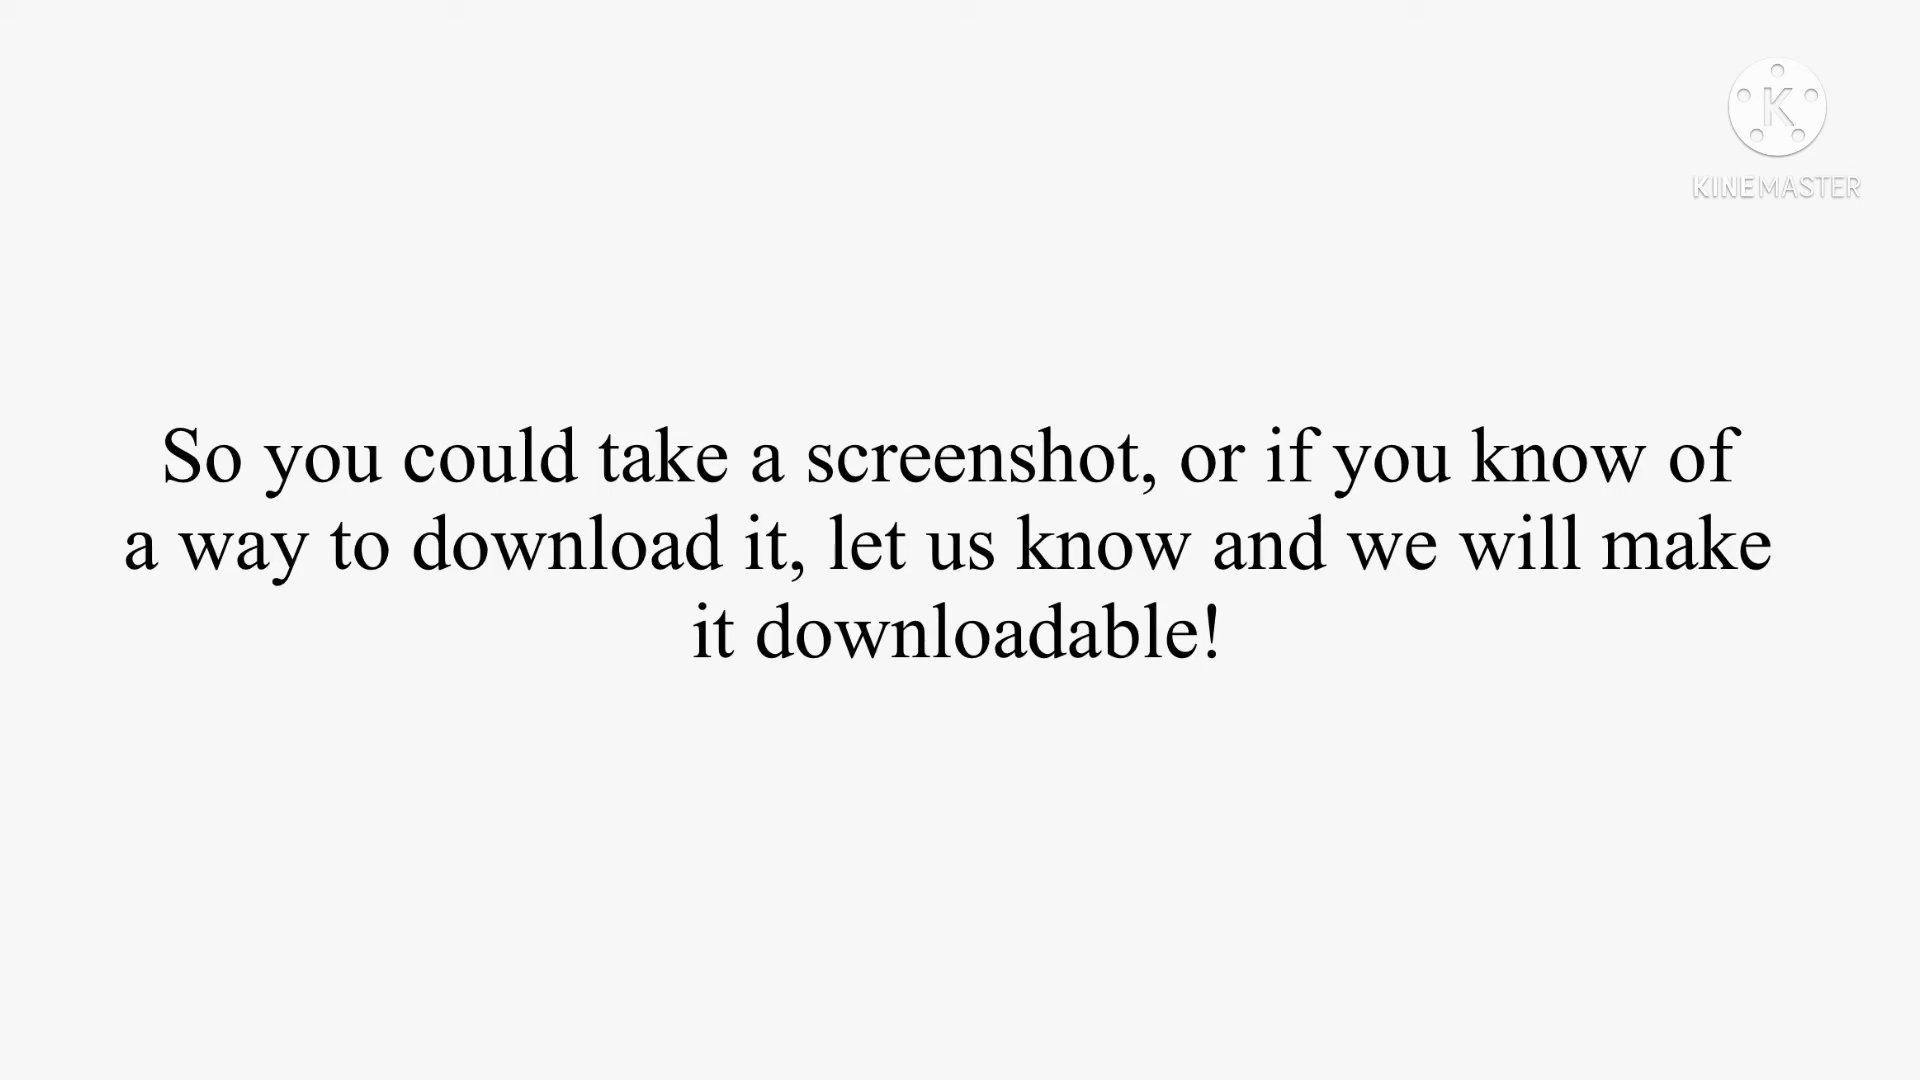 K
KINEMASTER
So you could take a screenshot, or if you know of
a way to download it, let us know and we will make
it downloadable!